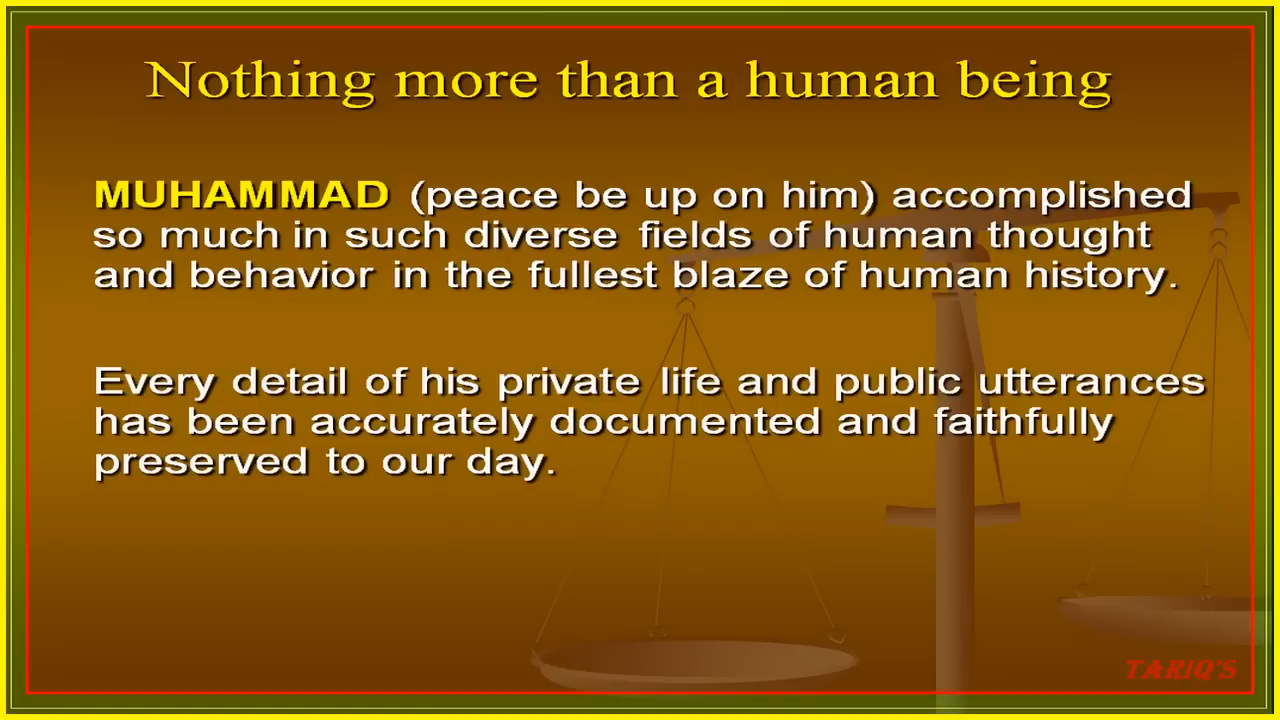 Nothing more than a human being
MUHAMMAD (peace be up on him) accomplished
so much in such diverse fields of human thought
and behavior in the fullest blaze of human history.
Every detail of his private life and public utterances
has been accurately documented and faithfully
preserved to our day.
TARIQ'S